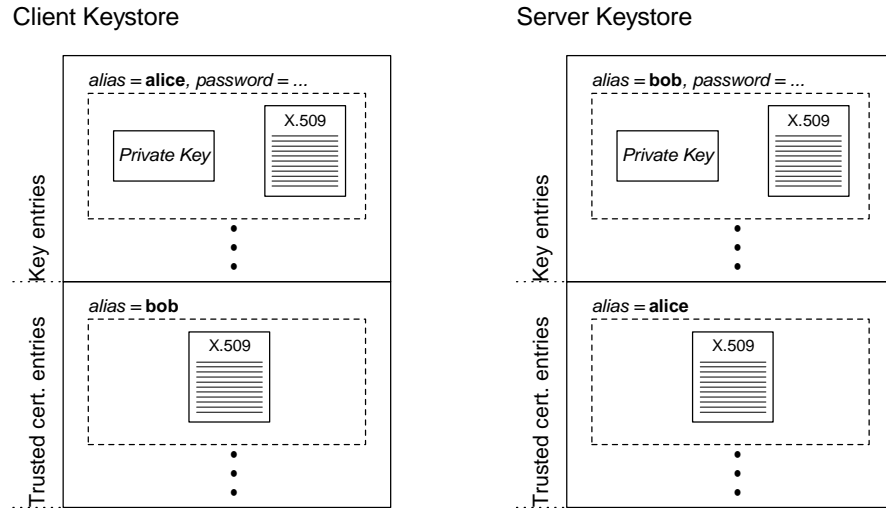 Client Keystore
alias = alice, password = ...
X.509
Private Key
Key entries
alias = bob
X.509
Trusted cert. entries
Server Keystore
alias = bob, password = ...
X.509
Private Key
Key entries
alias = alice
X.509
Trusted cert. entries